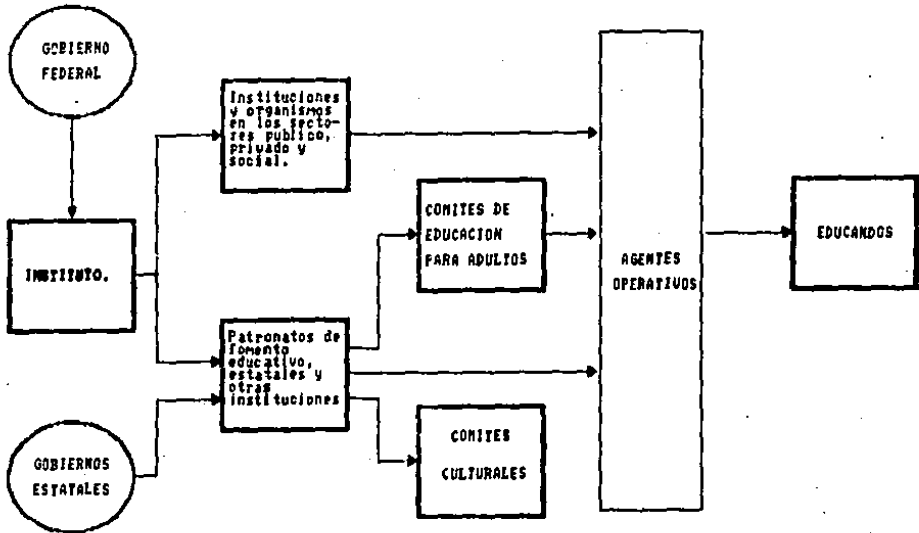 GOBIERNO
FEDERAL
Instituciones
y organismos
en los secto-
res publico,
privado y
social.
INSTITUTO.
COMITES DE
EDUCACION
PARA ADULTOS
AGENTES
OPERATIVOS
EDUCANDOS
Patronatos de
fomento
educativo,
estatales y
otras
instituciones
COMITES
CULTURALES
GOBIERNOS
ESTATALES